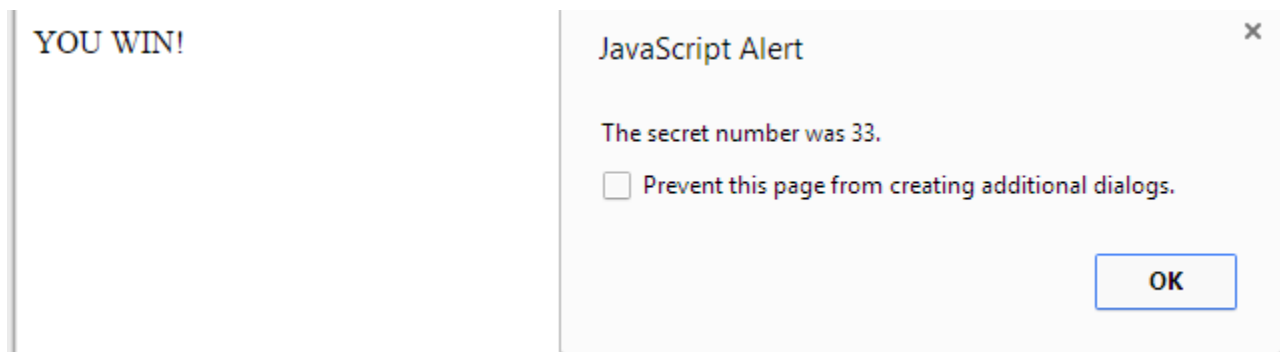 YOU WIN!
JavaScript Alert
The secret number was 33.
Prevent this page from creating additional dialogs.
OK